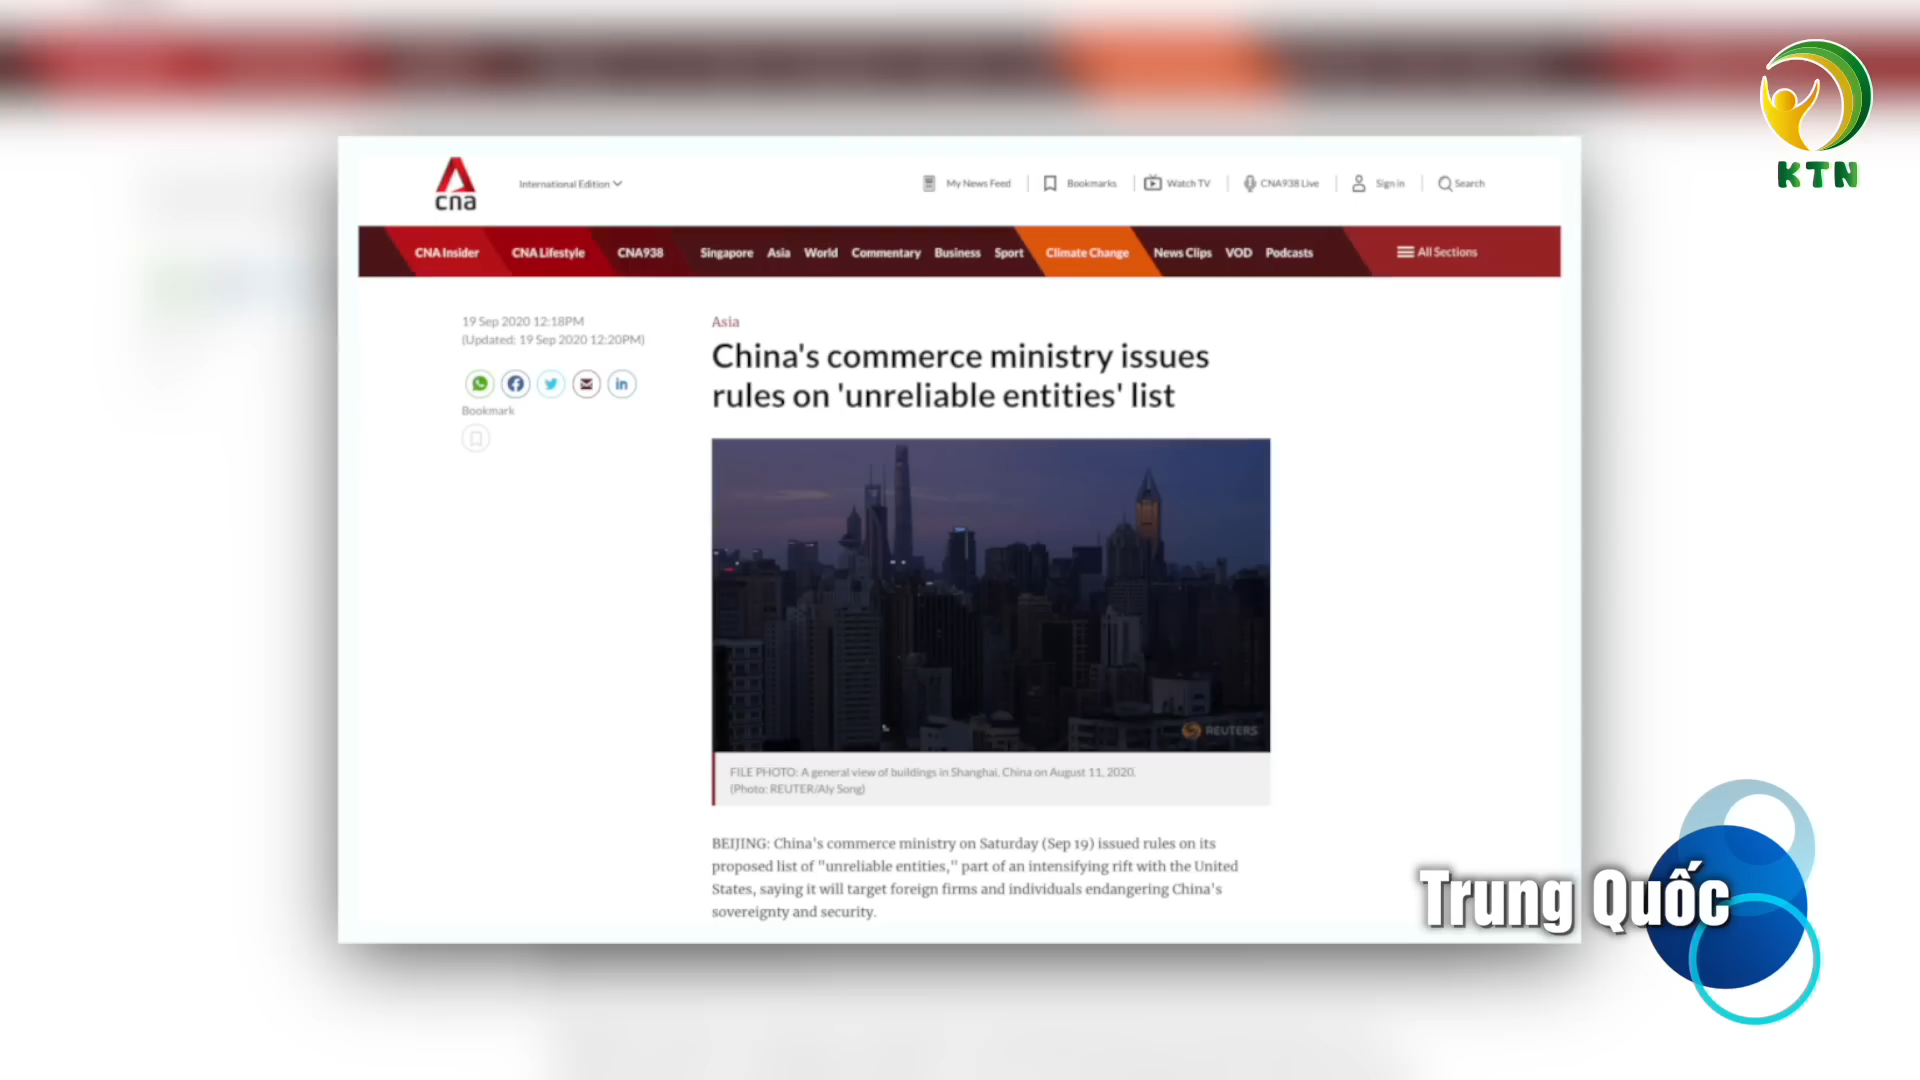 KTN
cna
International Edition
My News Feed
Bookmarks
Watch TV
CNA938 Live
Sign in
Search
CNA Insider
CNA Lifestyle
CNA938
Singapore
Asia
World
Commentary
Business
Sport
Climate Change
News Clips
VOD
Podcasts
All Sections
19 Sep 2020 12:18PM
(Updated: 19 Sep 2020 12:20PM)
Bookmark
Asia
China's commerce ministry issues
rules on 'unreliable entities' list
REUTERS
FILE PHOTO: A general view of buildings in Shanghai, China on August 11, 2020.
(Photo: REUTER/Aly Song)
BEIJING: China's commerce ministry on Saturday (Sep 19) issued rules on its
proposed list of "unreliable entities," part of an intensifying rift with the United
States, saying it will target foreign firms and individuals endangering China's
sovereignty and security.
Trung Quốc